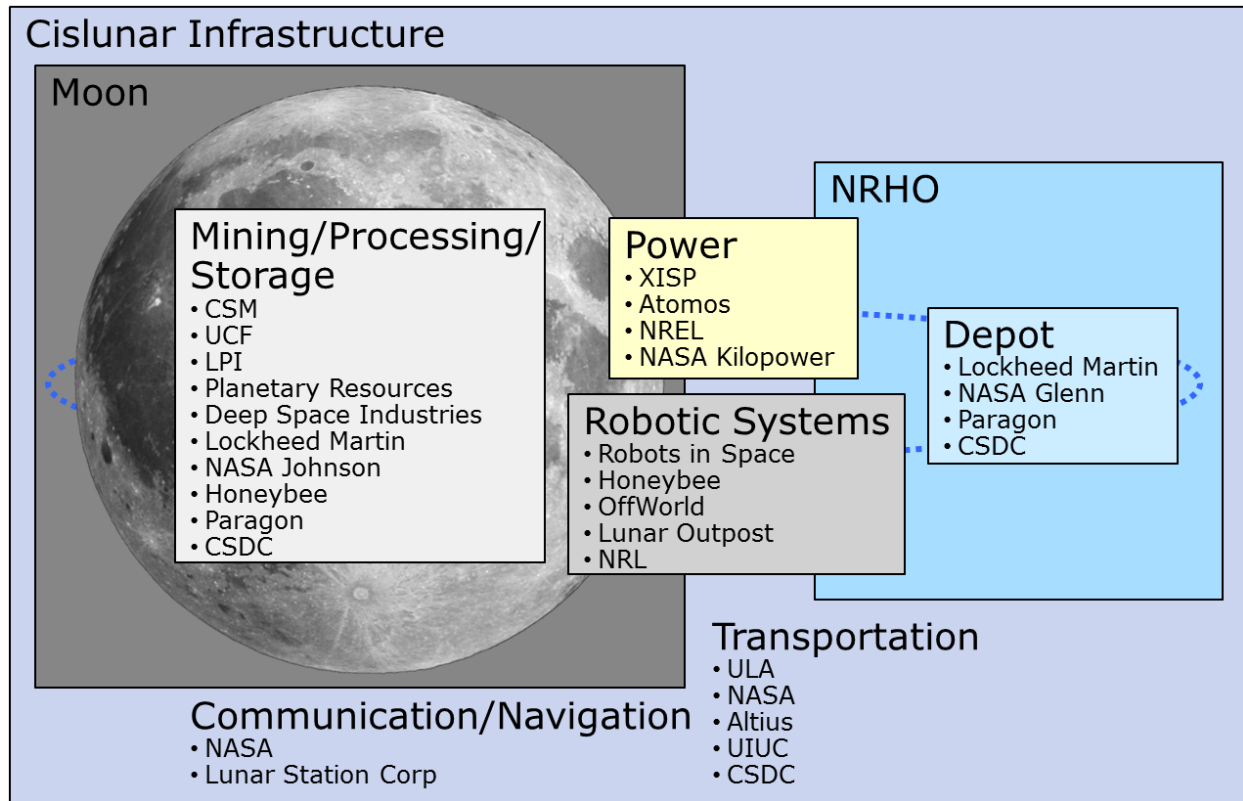 Cislunar Infrastructure
Moon
Mining/Processing/
Storage
• CSM
• UCF
• LPI
• Planetary Resources
• Deep Space Industries
• Lockheed Martin
• NASA Johnson
• Honeybee
• Paragon
• CSDC
Power
• XISP
• Atomos
• NREL
• NASA Kilopower
Robotic Systems
• Robots in Space
• Honeybee
• OffWorld
• Lunar Outpost
• NRL
NRHO
Depot
• Lockheed Martin
• NASA Glenn
• Paragon
• CSDC
Communication/Navigation
• NASA
• Lunar Station Corp
Transportation
• ULA
• NASA
• Altius
• UIUC
• CSDC